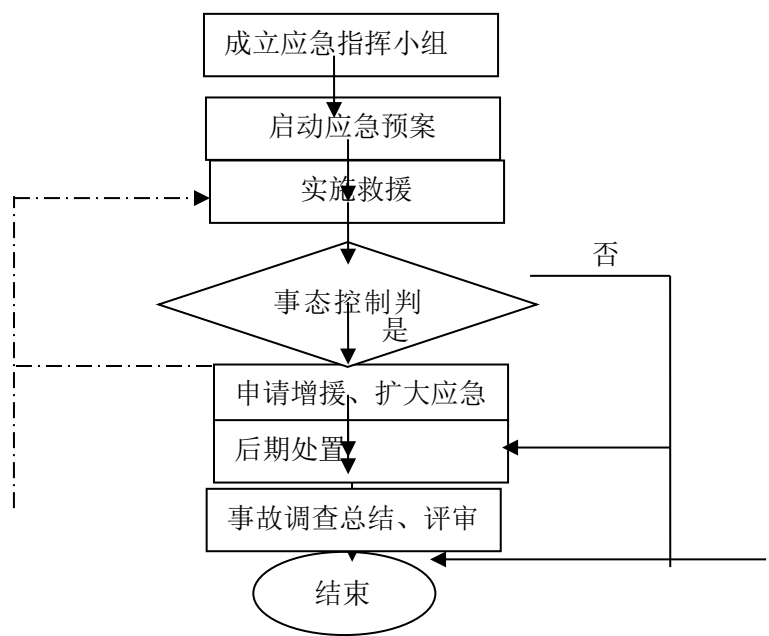 成立应急指挥小组
启动应急预案
实施救援
否
事态控制判
是
申请增援、扩大应急
后期处置
事故调查总结、评审
结束